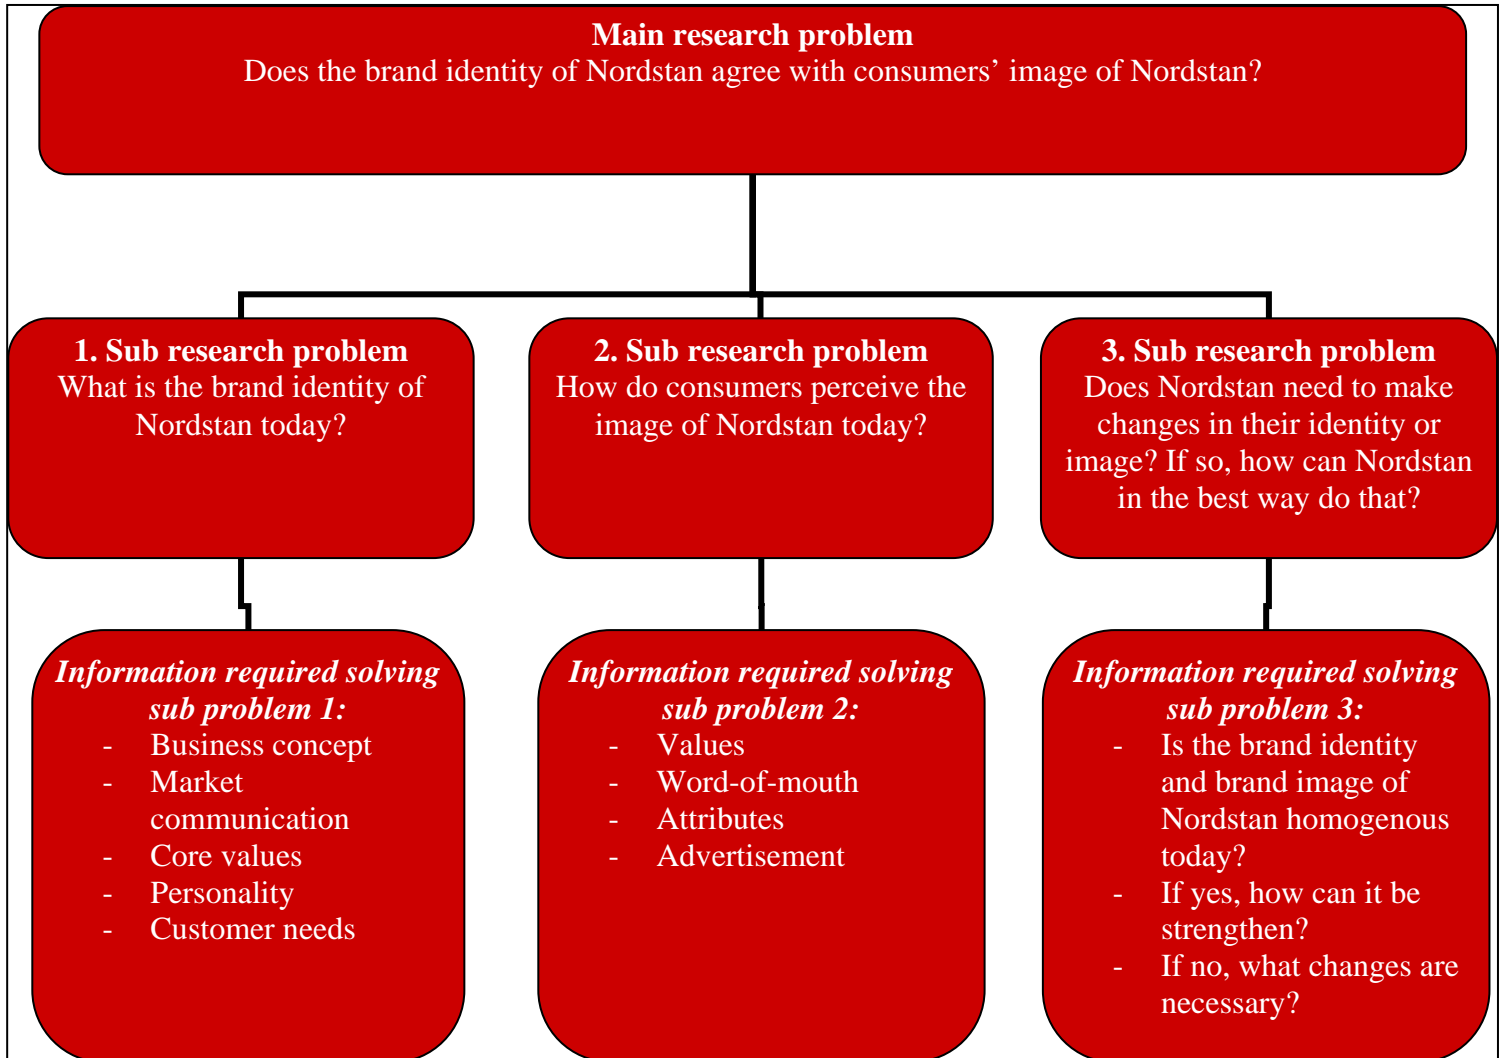 Main research problem
Does the brand identity of Nordstan agree with consumers’ image of Nordstan?
1. Sub research problem
What is the brand identity of
Nordstan today?
2. Sub research problem
How do consumers perceive the
image of Nordstan today?
3. Sub research problem
Does Nordstan need to make
changes in their identity or
image? If so, how can Nordstan
in the best way do that?
Information required solving
sub problem 1:
- Business concept
- Market
communication
- Core values
- Personality
- Customer needs
Information required solving
sub problem 2:
- Values
- Word-of-mouth
- Attributes
- Advertisement
Information required solving
sub problem 3:
- Is the brand identity
and brand image of
Nordstan homogenous
today?
- If yes, how can it be
strengthen?
- If no, what changes are
necessary?